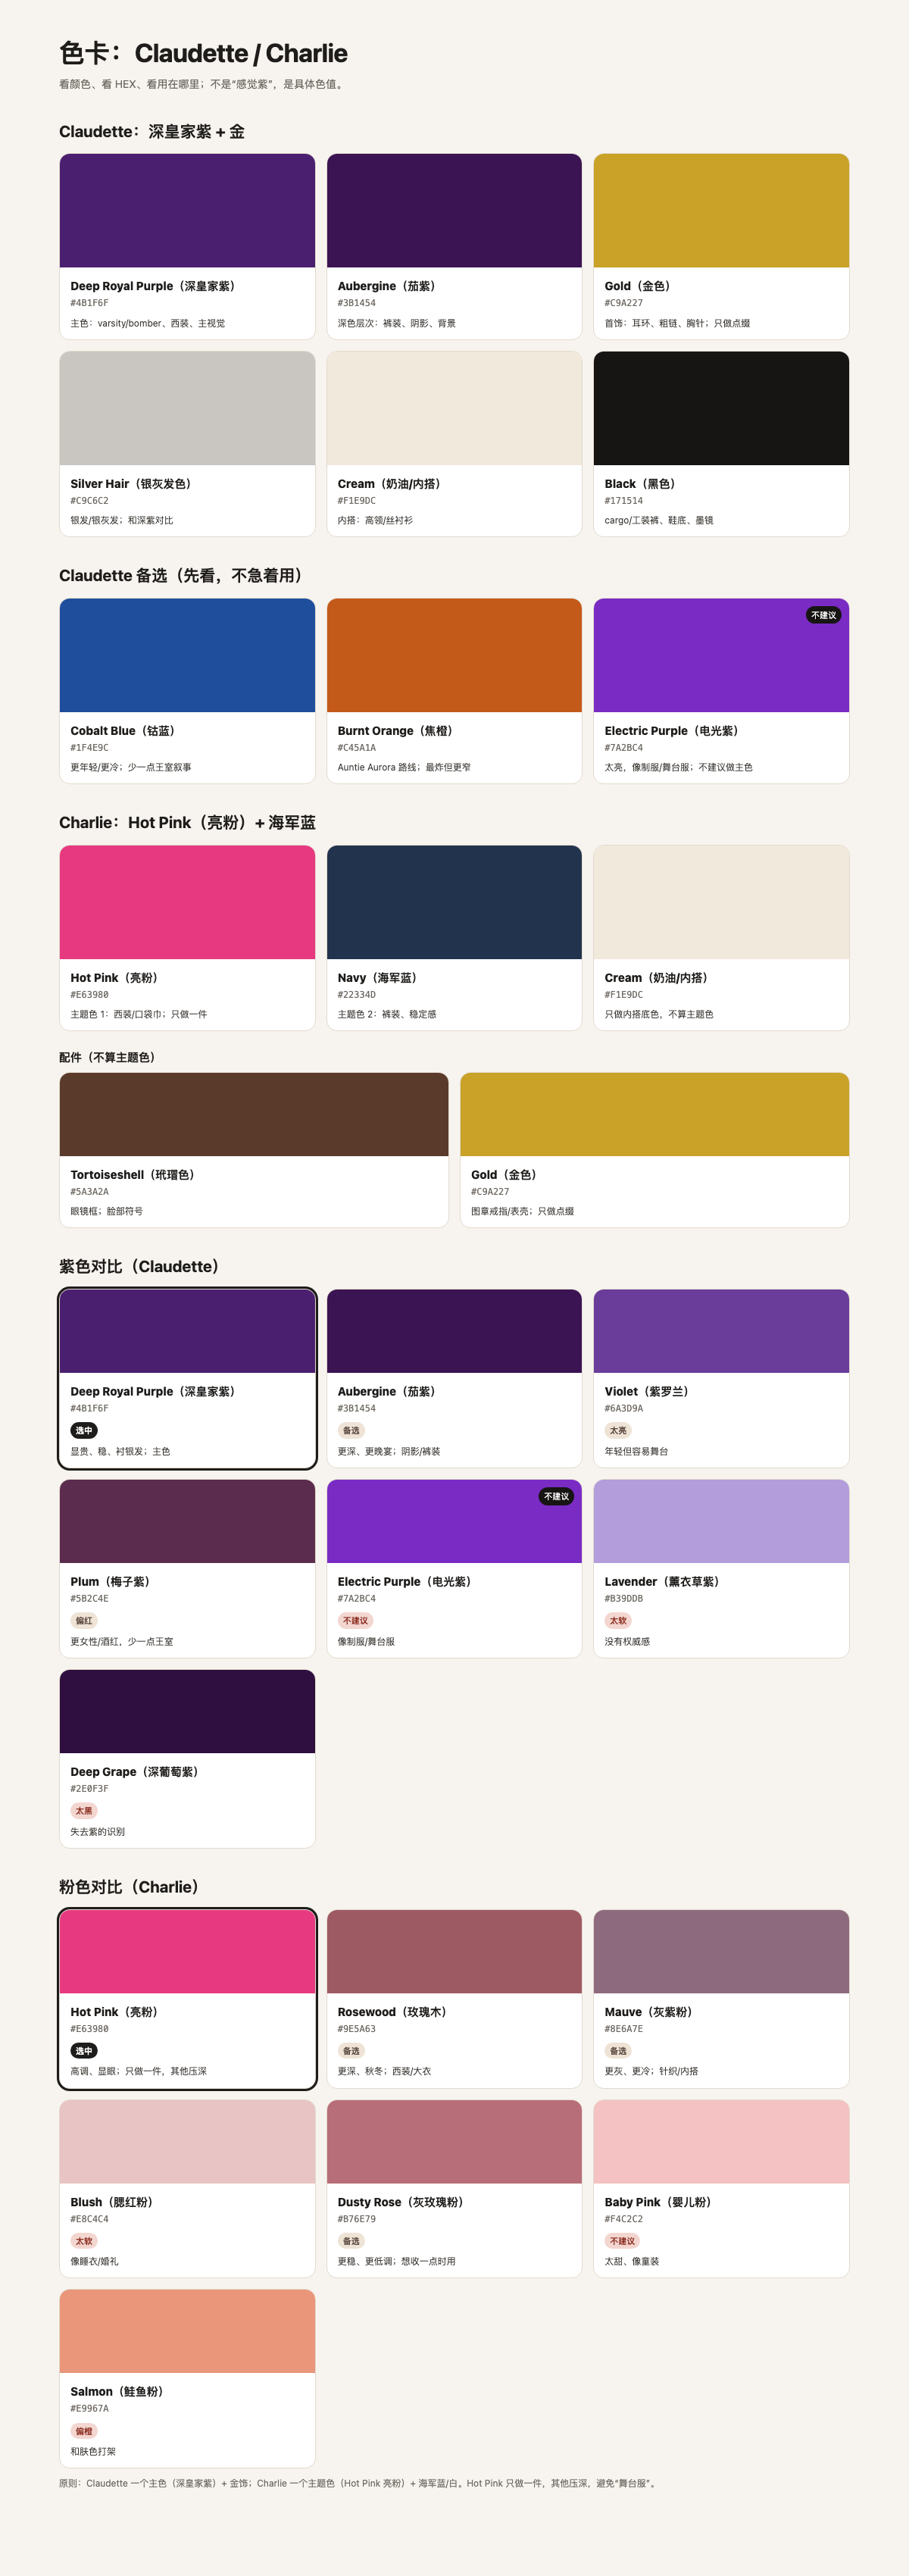 色卡：Claudette / Charlie
看颜色、看 HEX、看用在哪里；不是“感觉紫”，是具体色值。
Claudette：深皇家紫 + 金
Deep Royal Purple（深皇家紫）
#4B1F6F
主色：varsity/bomber、西装、主视觉
Aubergine（茄紫）
#3B1454
深色层次：裤装、阴影、背景
Gold（金色）
#C9A227
首饰：耳环、粗链、胸针；只做点缀
Silver Hair（银灰发色）
#C9C6C2
银发/银灰发；和深紫对比
Cream（奶油/内搭）
#F1E9DC
内搭：高领/丝衬衫
Black（黑色）
#171514
cargo/工装裤、鞋底、墨镜
Claudette 备选（先看，不急着用）
Cobalt Blue（钴蓝）
#1F4E9C
更年轻/更冷；少一点王室叙事
Burnt Orange（焦橙）
#C45A1A
Auntie Aurora 路线；最炸但更窄
不建议
Electric Purple（电光紫）
#7A2BC4
太亮，像制服/舞台服；不建议做主色
Charlie：Hot Pink（亮粉）+ 海军蓝
Hot Pink（亮粉）
#E63980
主题色 1：西装/口袋巾；只做一件
Navy（海军蓝）
#22334D
主题色 2：裤装、稳定感
Cream（奶油/内搭）
#F1E9DC
只做内搭底色，不算主题色
配件（不算主题色）
Tortoiseshell（玳瑁色）
#5A3A2A
眼镜框；脸部符号
Gold（金色）
#C9A227
图章戒指/表壳；只做点缀
紫色对比（Claudette）
Deep Royal Purple（深皇家紫）
#4B1F6F
选中
显贵、稳、衬银发；主色
Aubergine（茄紫）
#3B1454
备选
更深、更晚宴；阴影/裤装
Violet（紫罗兰）
#6A3D9A
太亮
年轻但容易舞台
Plum（梅子紫）
#5B2C4E
偏红
更女性/酒红，少一点王室
不建议
Electric Purple（电光紫）
#7A2BC4
不建议
像制服/舞台服
Lavender（薰衣草紫）
#B39DDB
太软
没有权威感
Deep Grape（深葡萄紫）
#2E0F3F
太黑
失去紫的识别
粉色对比（Charlie）
Hot Pink（亮粉）
#E63980
选中
高调、显眼；只做一件，其他压深
Rosewood（玫瑰木）
#9E5A63
备选
更深、秋冬；西装/大衣
Mauve（灰紫粉）
#8E6A7E
备选
更灰、更冷；针织/内搭
Blush（腮红粉）
#E8C4C4
太软
像睡衣/婚礼
Dusty Rose（灰玫瑰粉）
#B76E79
备选
更稳、更低调；想收一点时用
Baby Pink（婴儿粉）
#F4C2C2
不建议
太甜、像童装
Salmon（鲑鱼粉）
#E9967A
偏橙
和肤色打架
原则：Claudette 一个主色（深皇家紫）+ 金饰；Charlie 一个主题色（Hot Pink 亮粉）+ 海军蓝/白。Hot Pink 只做一件，其他压深，避免“舞台服”。